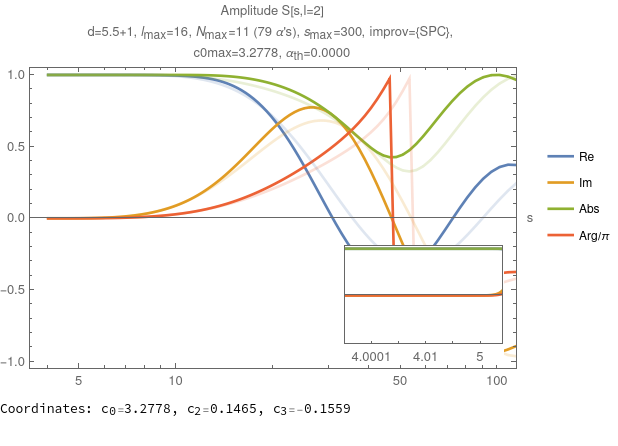 Amplitude S[s,l=2]
d=5.5+1, lmax=16, Nmax=11 (79 α's), smax=300, improv={SPC},
c0max=3.2778, αth=0.0000
1.0
0.5
0.0
-0.5
-1.0
s
Re
Im
Abs
Arg/π
4.0001 4.01 5
5 10 50 100
Coordinates: c0=3.2778, c2=0.1465, c3=-0.1559